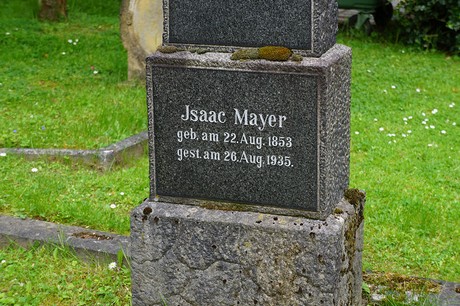 Jsaac Mayer
geb. am 22. Aug. 1853
gest. am 26. Aug. 1935.